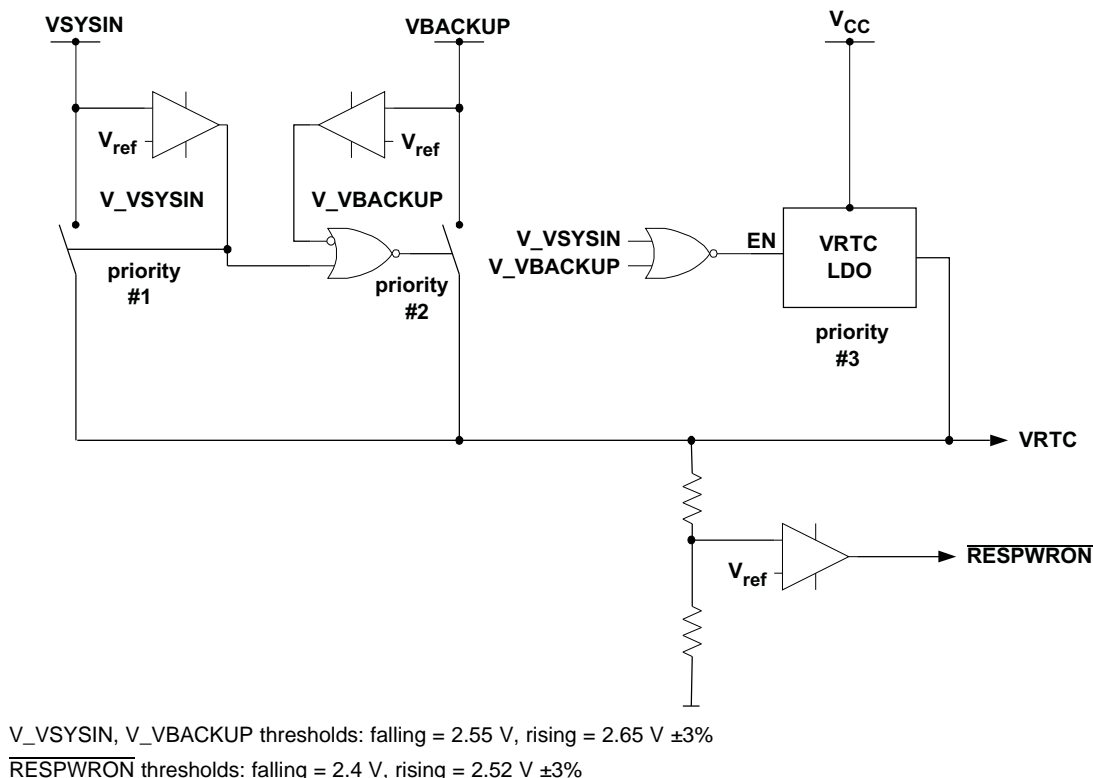 VSYSIN
VBACKUP
VCC
Vref
Vref
V_VSYSIN
V_VBACKUP
priority
#1
priority
#2
V_VSYSIN
V_VBACKUP
EN
VRTC
LDO
priority
#3
VRTC
Vref
RESPWRON
V_VSYSIN, V_VBACKUP thresholds: falling = 2.55 V, rising = 2.65 V ±3%
RESPWRON thresholds: falling = 2.4 V, rising = 2.52 V ±3%